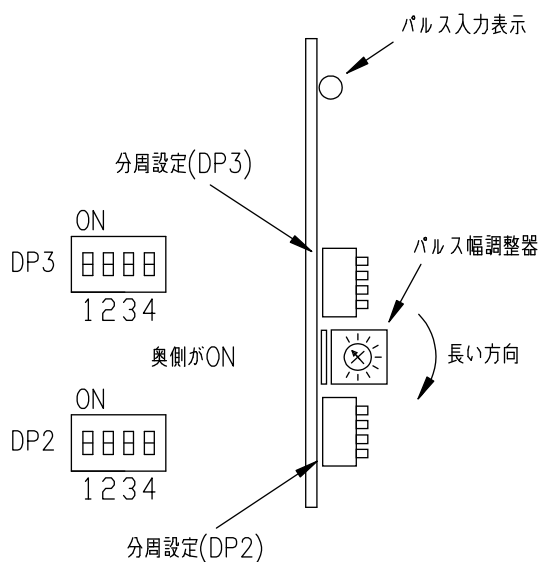 パルス入力表示
分周設定(DP3)
ON
DP3
1234
パルス幅調整器
奥側がON
長い方向
ON
DP2
1234
分周設定(DP2)